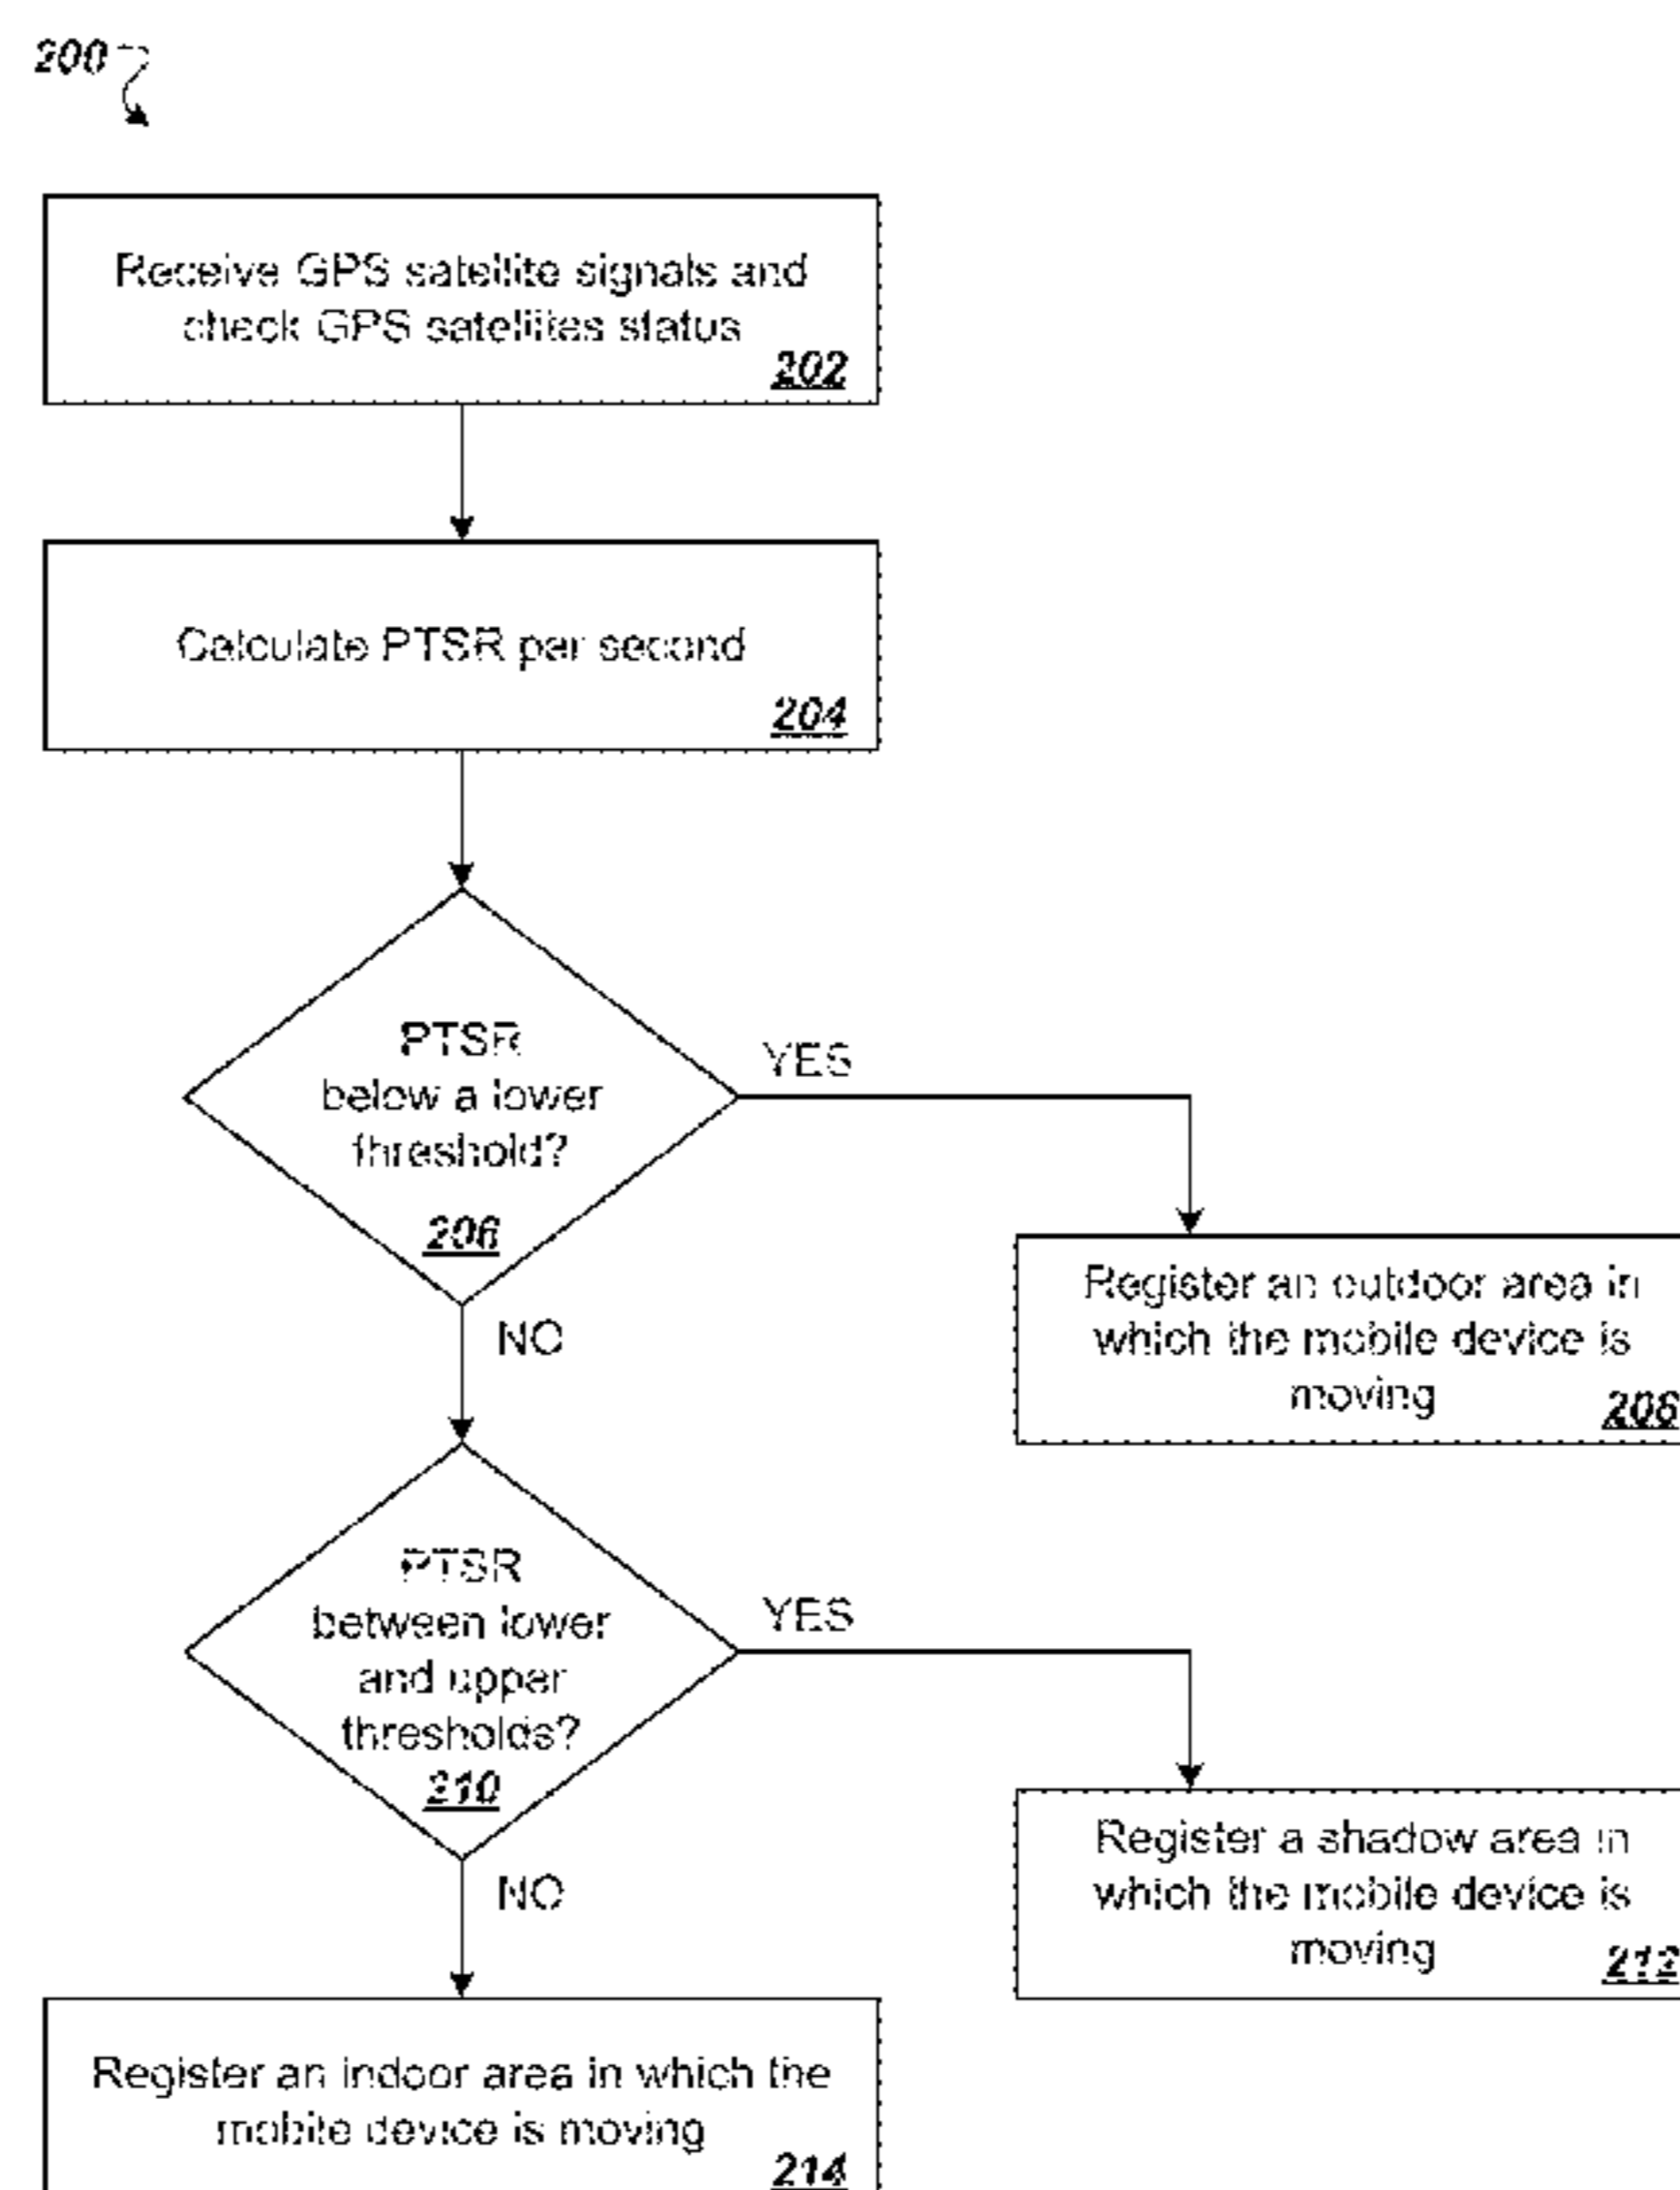 200
Receive GPS satellite signals and
check GPS satellites status
202
Calculate PTSR per second
204
PTSR
below a lower
threshold?
206
YES
NO
Register an outdoor area in
which the mobile device is
moving
208
PTSR
between lower
and upper
thresholds?
210
YES
NO
Register a shadow area in
which the mobile device is
moving
212
Register an indoor area in which the
mobile device is moving
214